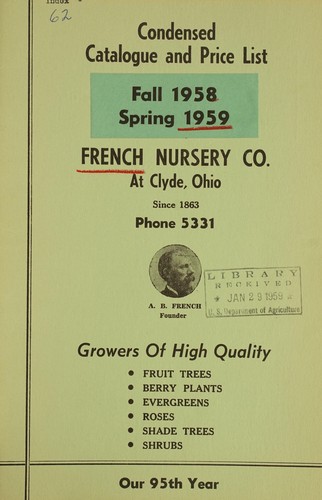 Index
62
Condensed
Catalogue and Price List
Fall 1958
Spring 1959
FRENCH NURSERY CO.
At Clyde, Ohio
Since 1863
Phone 5331
A. B. FRENCH
Founder
LIBRARY
RECEIVED
★ JAN 29 1959 ★
U. S. Department of Agriculture
Growers Of High Quality
• FRUIT TREES
• BERRY PLANTS
• EVERGREENS
• ROSES
• SHADE TREES
• SHRUBS
Our 95th Year